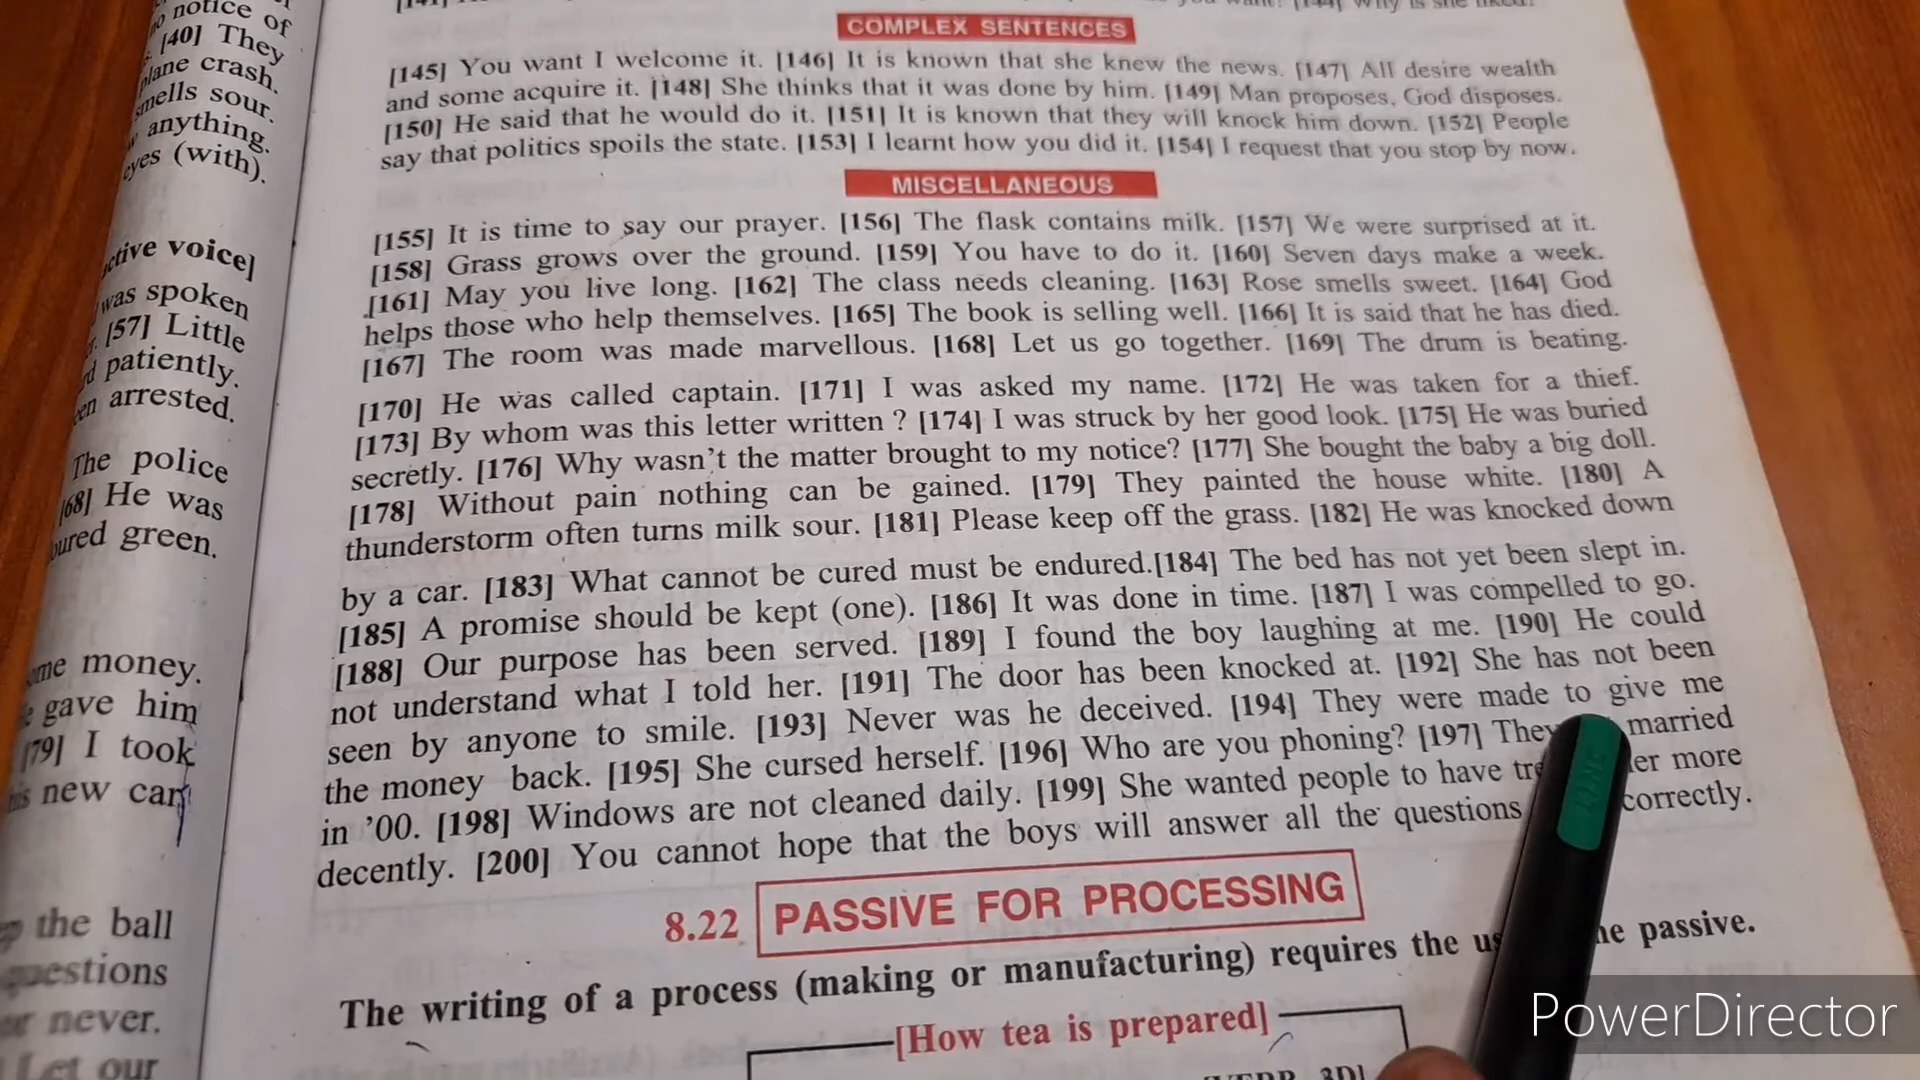 notice of
[40] They
plane crash.
smells sour.
anything.
eyes (with).
active voice]
was spoken
[57] Little
patiently.
arrested.
The police
[68] He was
green.
some money.
gave him
[79] I took
new car
the ball
questions
or never.
Let our
COMPLEX SENTENCES
[145] You want I welcome it. [146] It is known that she knew the news. [147] All desire wealth
and some acquire it. [148] She thinks that it was done by him. [149] Man proposes, God disposes.
[150] He said that he would do it. [151] It is known that they will knock him down. [152] People
say that politics spoils the state. [153] I learnt how you did it. [154] I request that you stop by now.
MISCELLANEOUS
[155] It is time to say our prayer. [156] The flask contains milk. [157] We were surprised at it.
[158] Grass grows over the ground. [159] You have to do it. [160] Seven days make a week.
[161] May you live long. [162] The class needs cleaning. [163] Rose smells sweet. [164] God
helps those who help themselves. [165] The book is selling well. [166] It is said that he has died.
[167] The room was made marvellous. [168] Let us go together. [169] The drum is beating.
[170] He was called captain. [171] I was asked my name. [172] He was taken for a thief.
[173] By whom was this letter written ? [174] I was struck by her good look. [175] He was buried
secretly. [176] Why wasn't the matter brought to my notice? [177] She bought the baby a big doll.
[178] Without pain nothing can be gained. [179] They painted the house white. [180] A
thunderstorm often turns milk sour. [181] Please keep off the grass. [182] He was knocked down
by a car. [183] What cannot be cured must be endured.[184] The bed has not yet been slept in.
[185] A promise should be kept (one). [186] It was done in time. [187] I was compelled to go.
[188] Our purpose has been served. [189] I found the boy laughing at me. [190] He could
not understand what I told her. [191] The door has been knocked at. [192] She has not been
seen by anyone to smile. [193] Never was he deceived. [194] They were made to give me
the money back. [195] She cursed herself. [196] Who are you phoning? [197] They married
in '00. [198] Windows are not cleaned daily. [199] She wanted people to have her more
decently. [200] You cannot hope that the boys will answer all the questions correctly.
8.22 PASSIVE FOR PROCESSING
The writing of a process (making or manufacturing) requires the passive.
[How tea is prepared]
PowerDirector